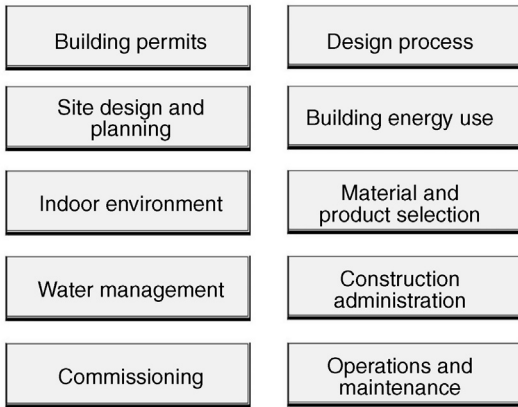 Building permits
Design process
Site design and
planning
Building energy use
Indoor environment
Material and
product selection
Water management
Construction
administration
Commissioning
Operations and
maintenance